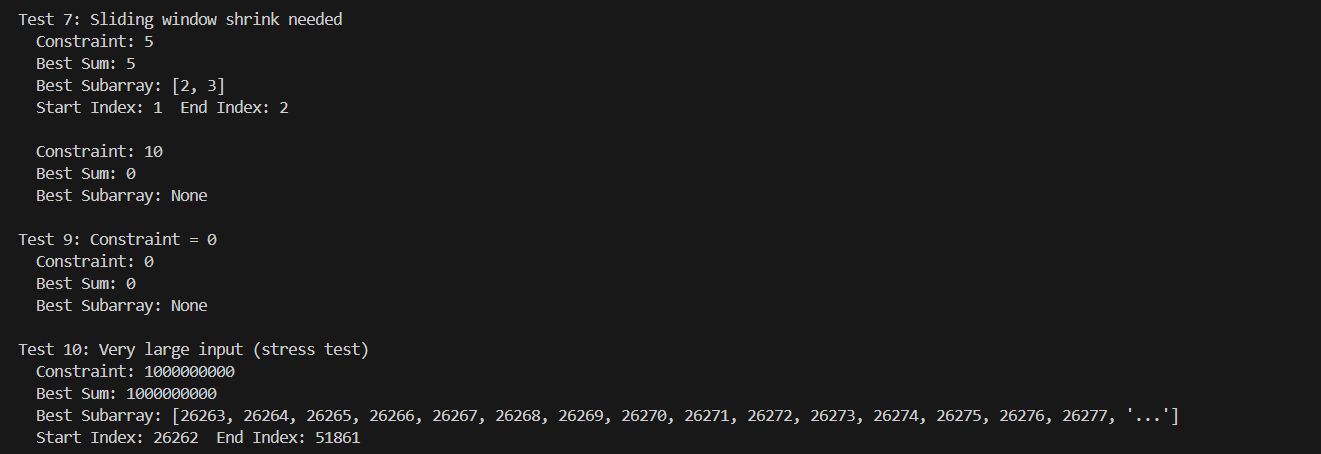 Test 7: Sliding window shrink needed
Constraint: 5
Best Sum: 5
Best Subarray: [2, 3]
Start Index: 1  End Index: 2
Constraint: 10
Best Sum: 0
Best Subarray: None
Test 9: Constraint = 0
Constraint: 0
Best Sum: 0
Best Subarray: None
Test 10: Very large input (stress test)
Constraint: 1000000000
Best Sum: 1000000000
Best Subarray: [26263, 26264, 26265, 26266, 26267, 26268, 26269, 26270, 26271, 26272, 26273, 26274, 26275, 26276, 26277, '...']
Start Index: 26262  End Index: 51861